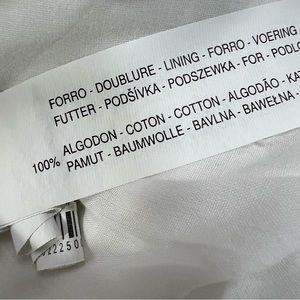 FORRO - DOUBLURE - LINING - FORRO - VOERING
FUTTER - PODŠÍVKA - PODSZEWKA - FOR - PODLO
100% ALGODON - COTON - COTTON - ALGODÃO - KA
PAMUT - BAUMWOLLE - BAVLNA - BAWEŁNA -